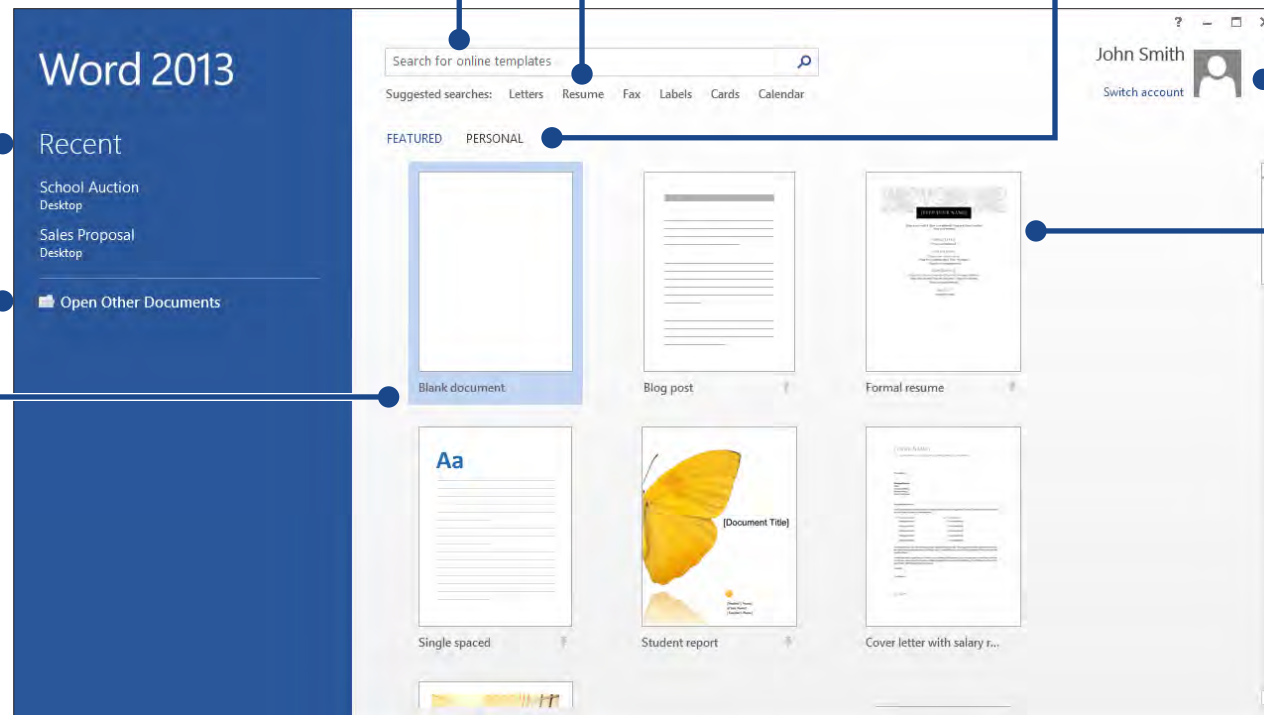 Word 2013
Recent
School Auction
Desktop
Sales Proposal
Desktop
Open Other Documents
?
Search for online templates
Suggested searches: Letters Resume Fax Labels Cards Calendar
John Smith
Switch account
FEATURED PERSONAL
Blank document
Blog post
Formal resume
Aa
[Document Title]
Single spaced
Student report
Cover letter with salary r...